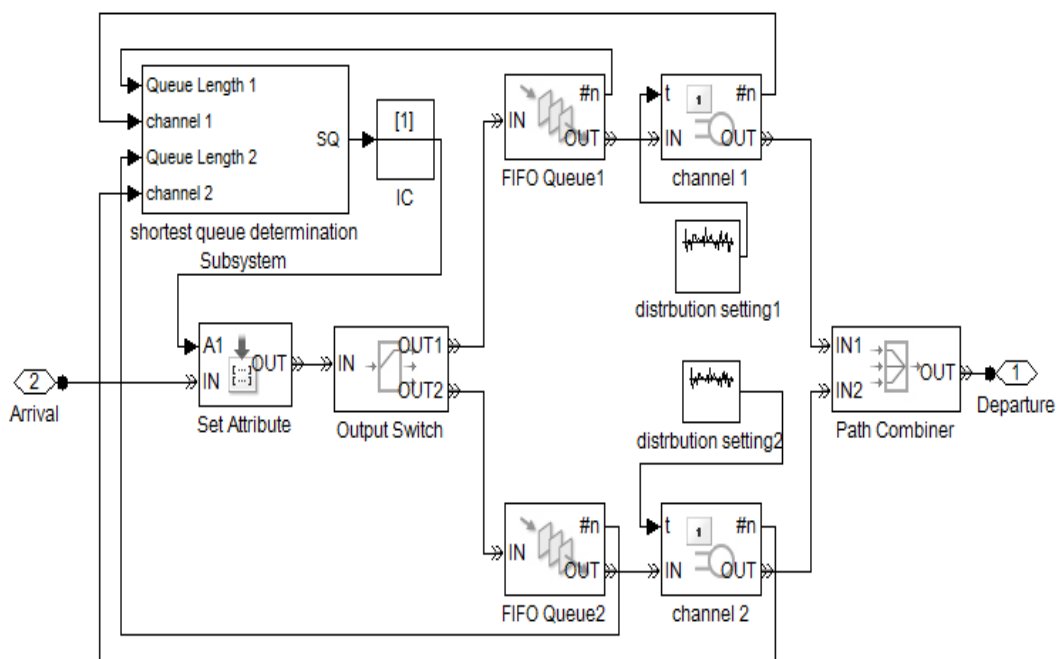 Queue Length 1
channel 1
Queue Length 2
channel 2
SQ
shortest queue determination
Subsystem
[1]
IC
IN
#n
OUT
FIFO Queue1
t
1
#n
IN
OUT
channel 1
distrbution setting1
2
Arrival
A1
IN
OUT
[...]
Set Attribute
IN
OUT1
OUT2
Output Switch
distrbution setting2
IN1
IN2
OUT
Path Combiner
1
Departure
IN
#n
OUT
FIFO Queue2
t
1
#n
IN
OUT
channel 2